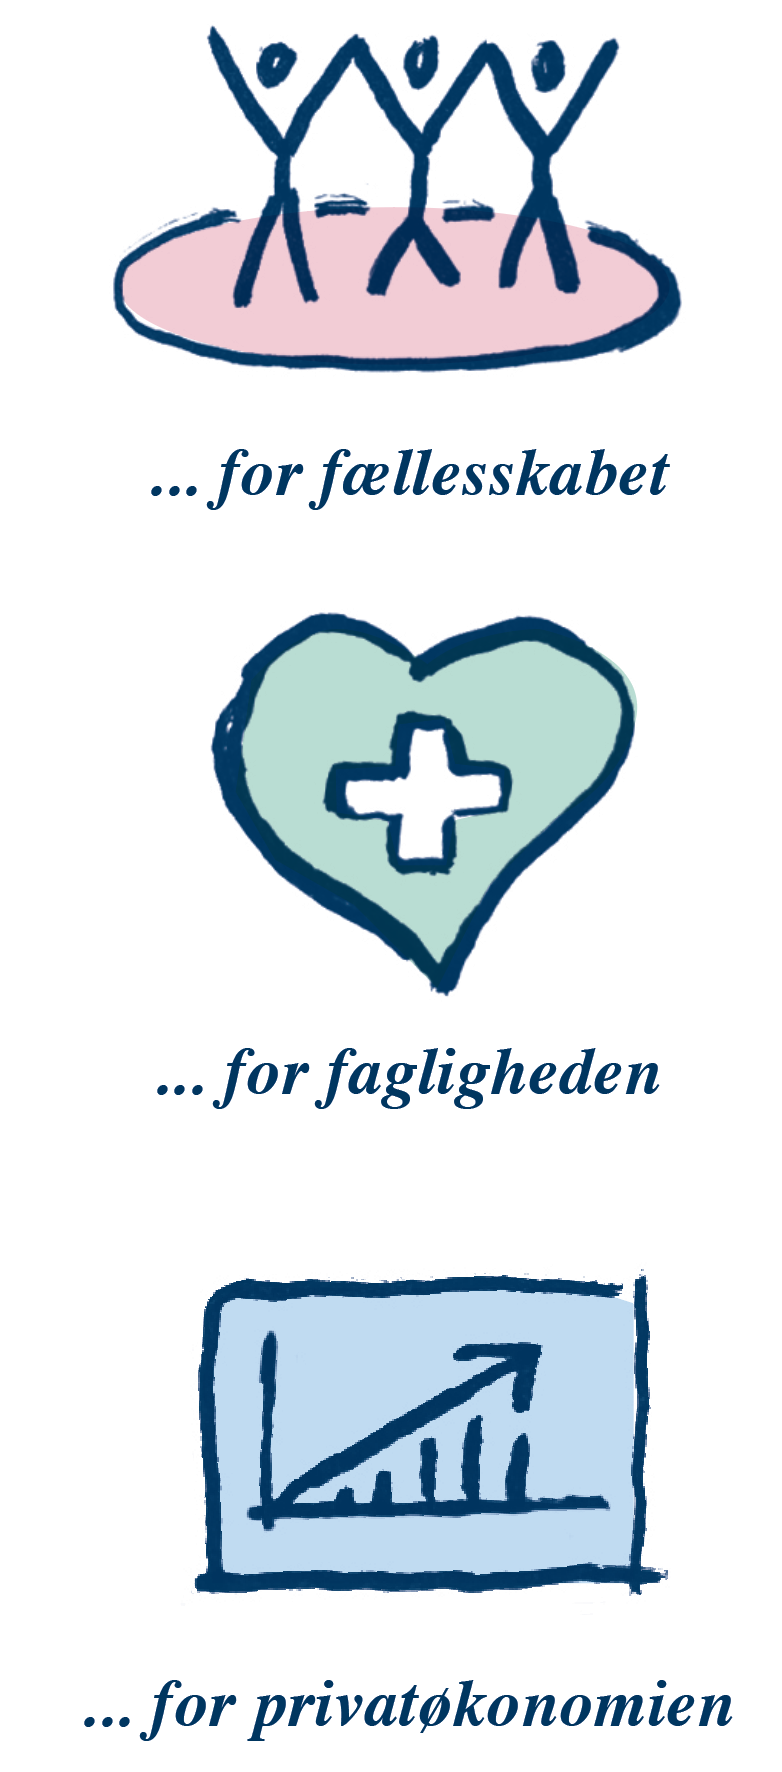 ... for fællesskabet
... for fagligheden
... for privatøkonomien